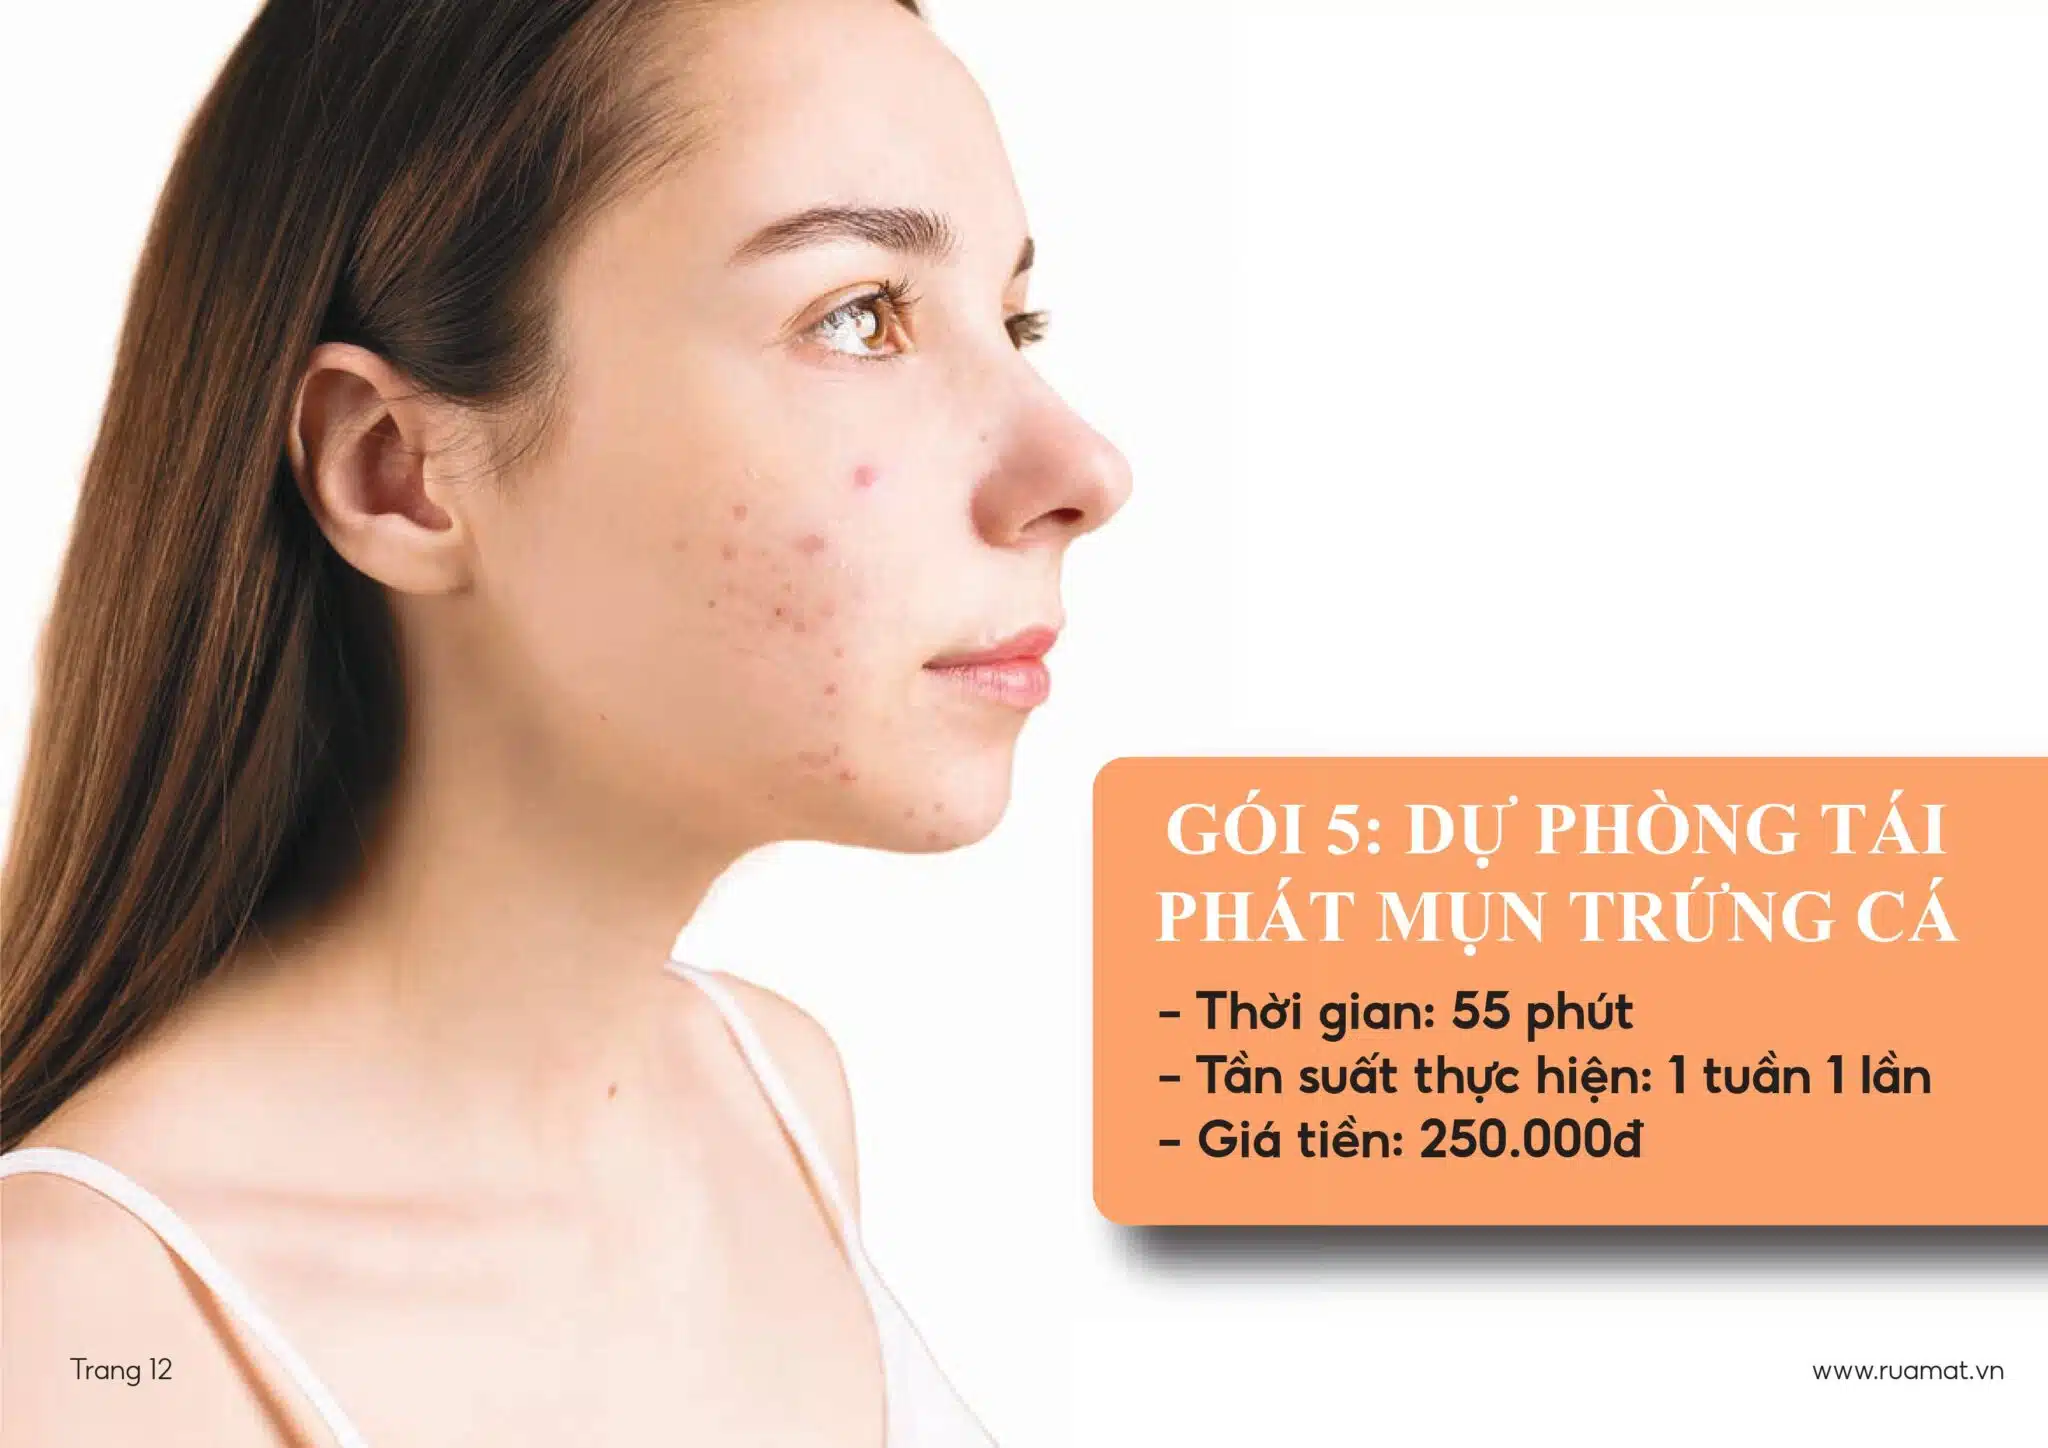 GÓI 5: DỰ PHÒNG TÁI
PHÁT MỤN TRỨNG CÁ
- Thời gian: 55 phút
- Tần suất thực hiện: 1 tuần 1 lần
- Giá tiền: 250.000đ
Trang 12
www.ruamat.vn